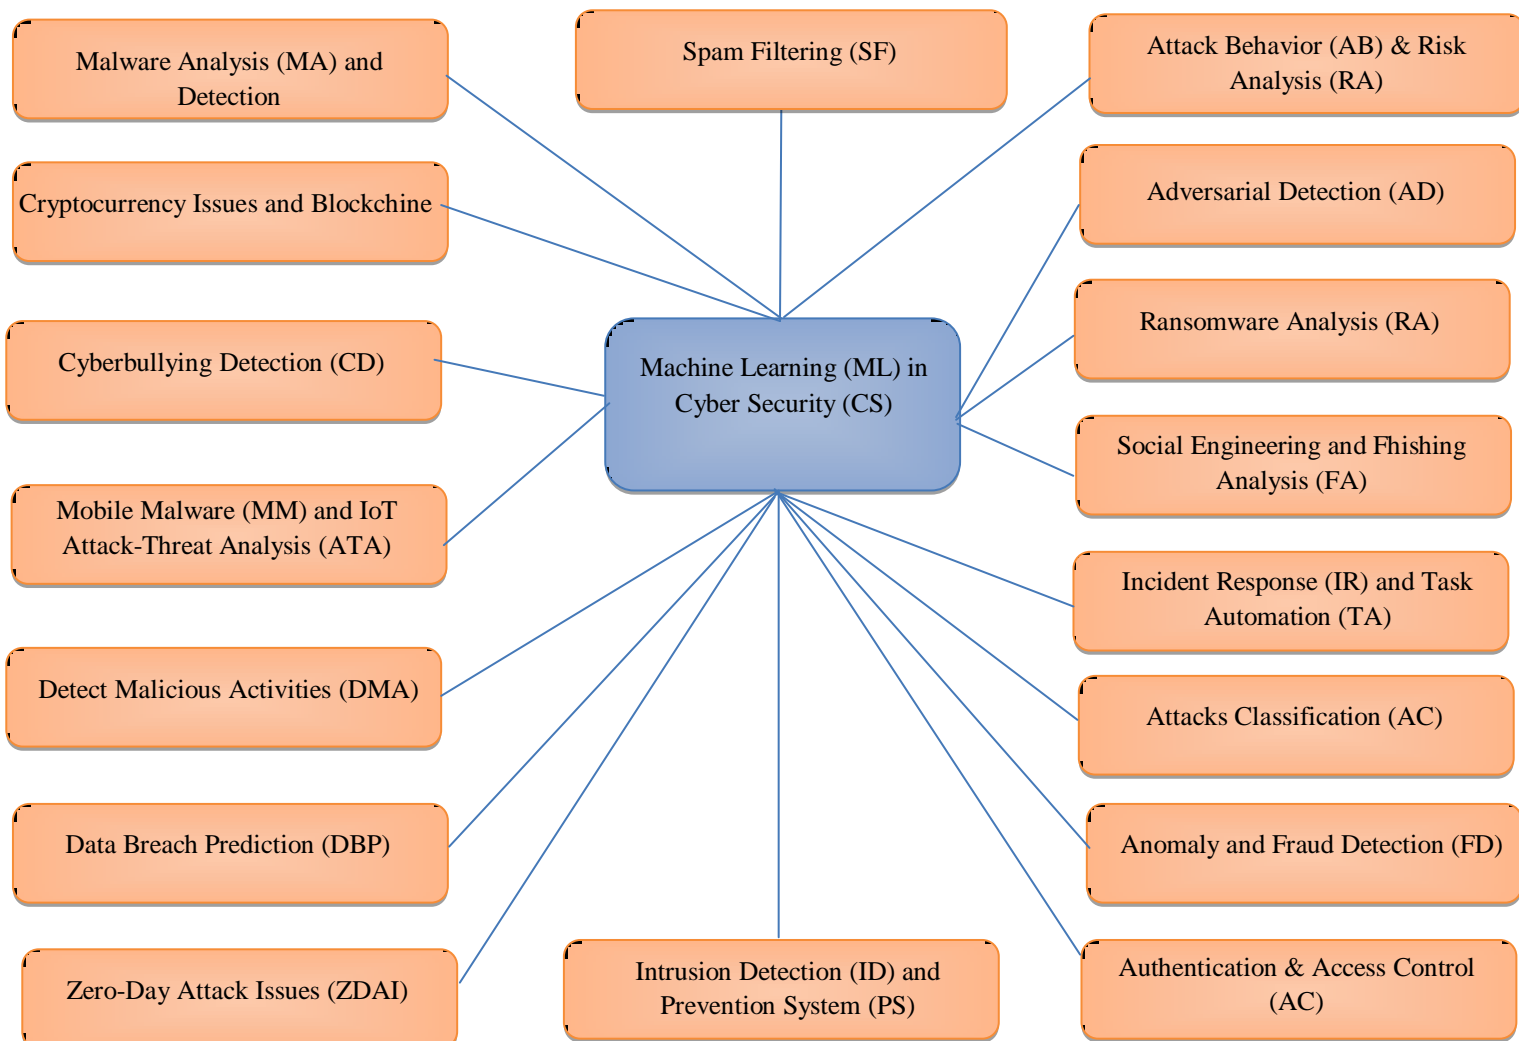 Malware Analysis (MA) and
Detection
Spam Filtering (SF)
Attack Behavior (AB) & Risk
Analysis (RA)
Cryptocurrency Issues and Blockchine
Adversarial Detection (AD)
Cyberbullying Detection (CD)
Machine Learning (ML) in
Cyber Security (CS)
Ransomware Analysis (RA)
Social Engineering and Fhishing
Analysis (FA)
Mobile Malware (MM) and IoT
Attack-Threat Analysis (ATA)
Incident Response (IR) and Task
Automation (TA)
Detect Malicious Activities (DMA)
Attacks Classification (AC)
Data Breach Prediction (DBP)
Anomaly and Fraud Detection (FD)
Zero-Day Attack Issues (ZDAI)
Intrusion Detection (ID) and
Prevention System (PS)
Authentication & Access Control
(AC)